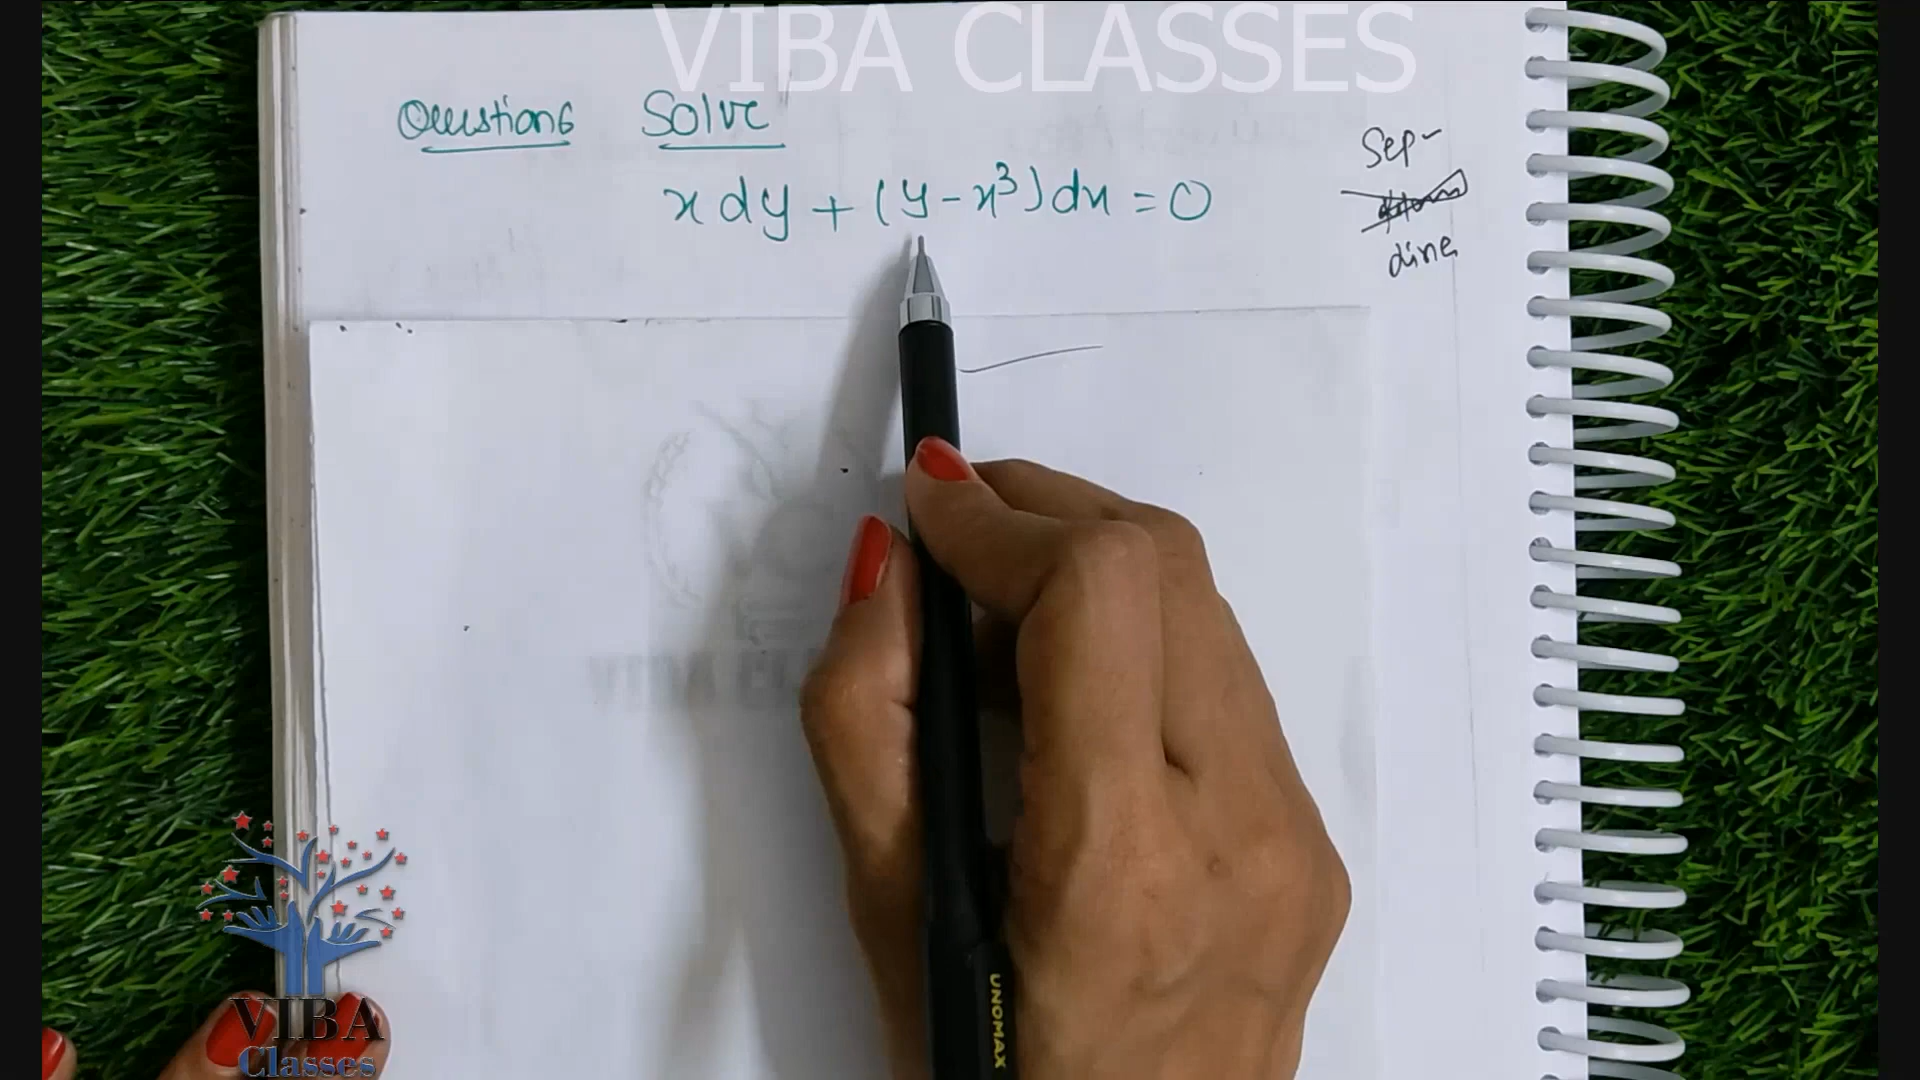 VIBA CLASSES
Questions Solve
x dy + (y - x³) dx = 0
Sep-
dine
UNOMAX
VIBA
Classes